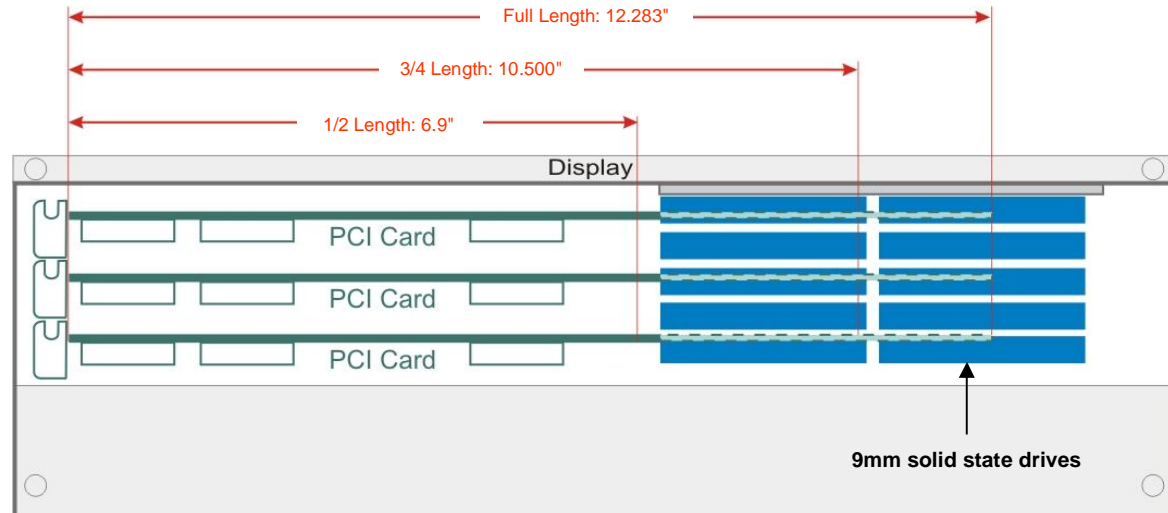 Full Length: 12.283"
3/4 Length: 10.500"
1/2 Length: 6.9"
Display
PCI Card
PCI Card
PCI Card
9mm solid state drives